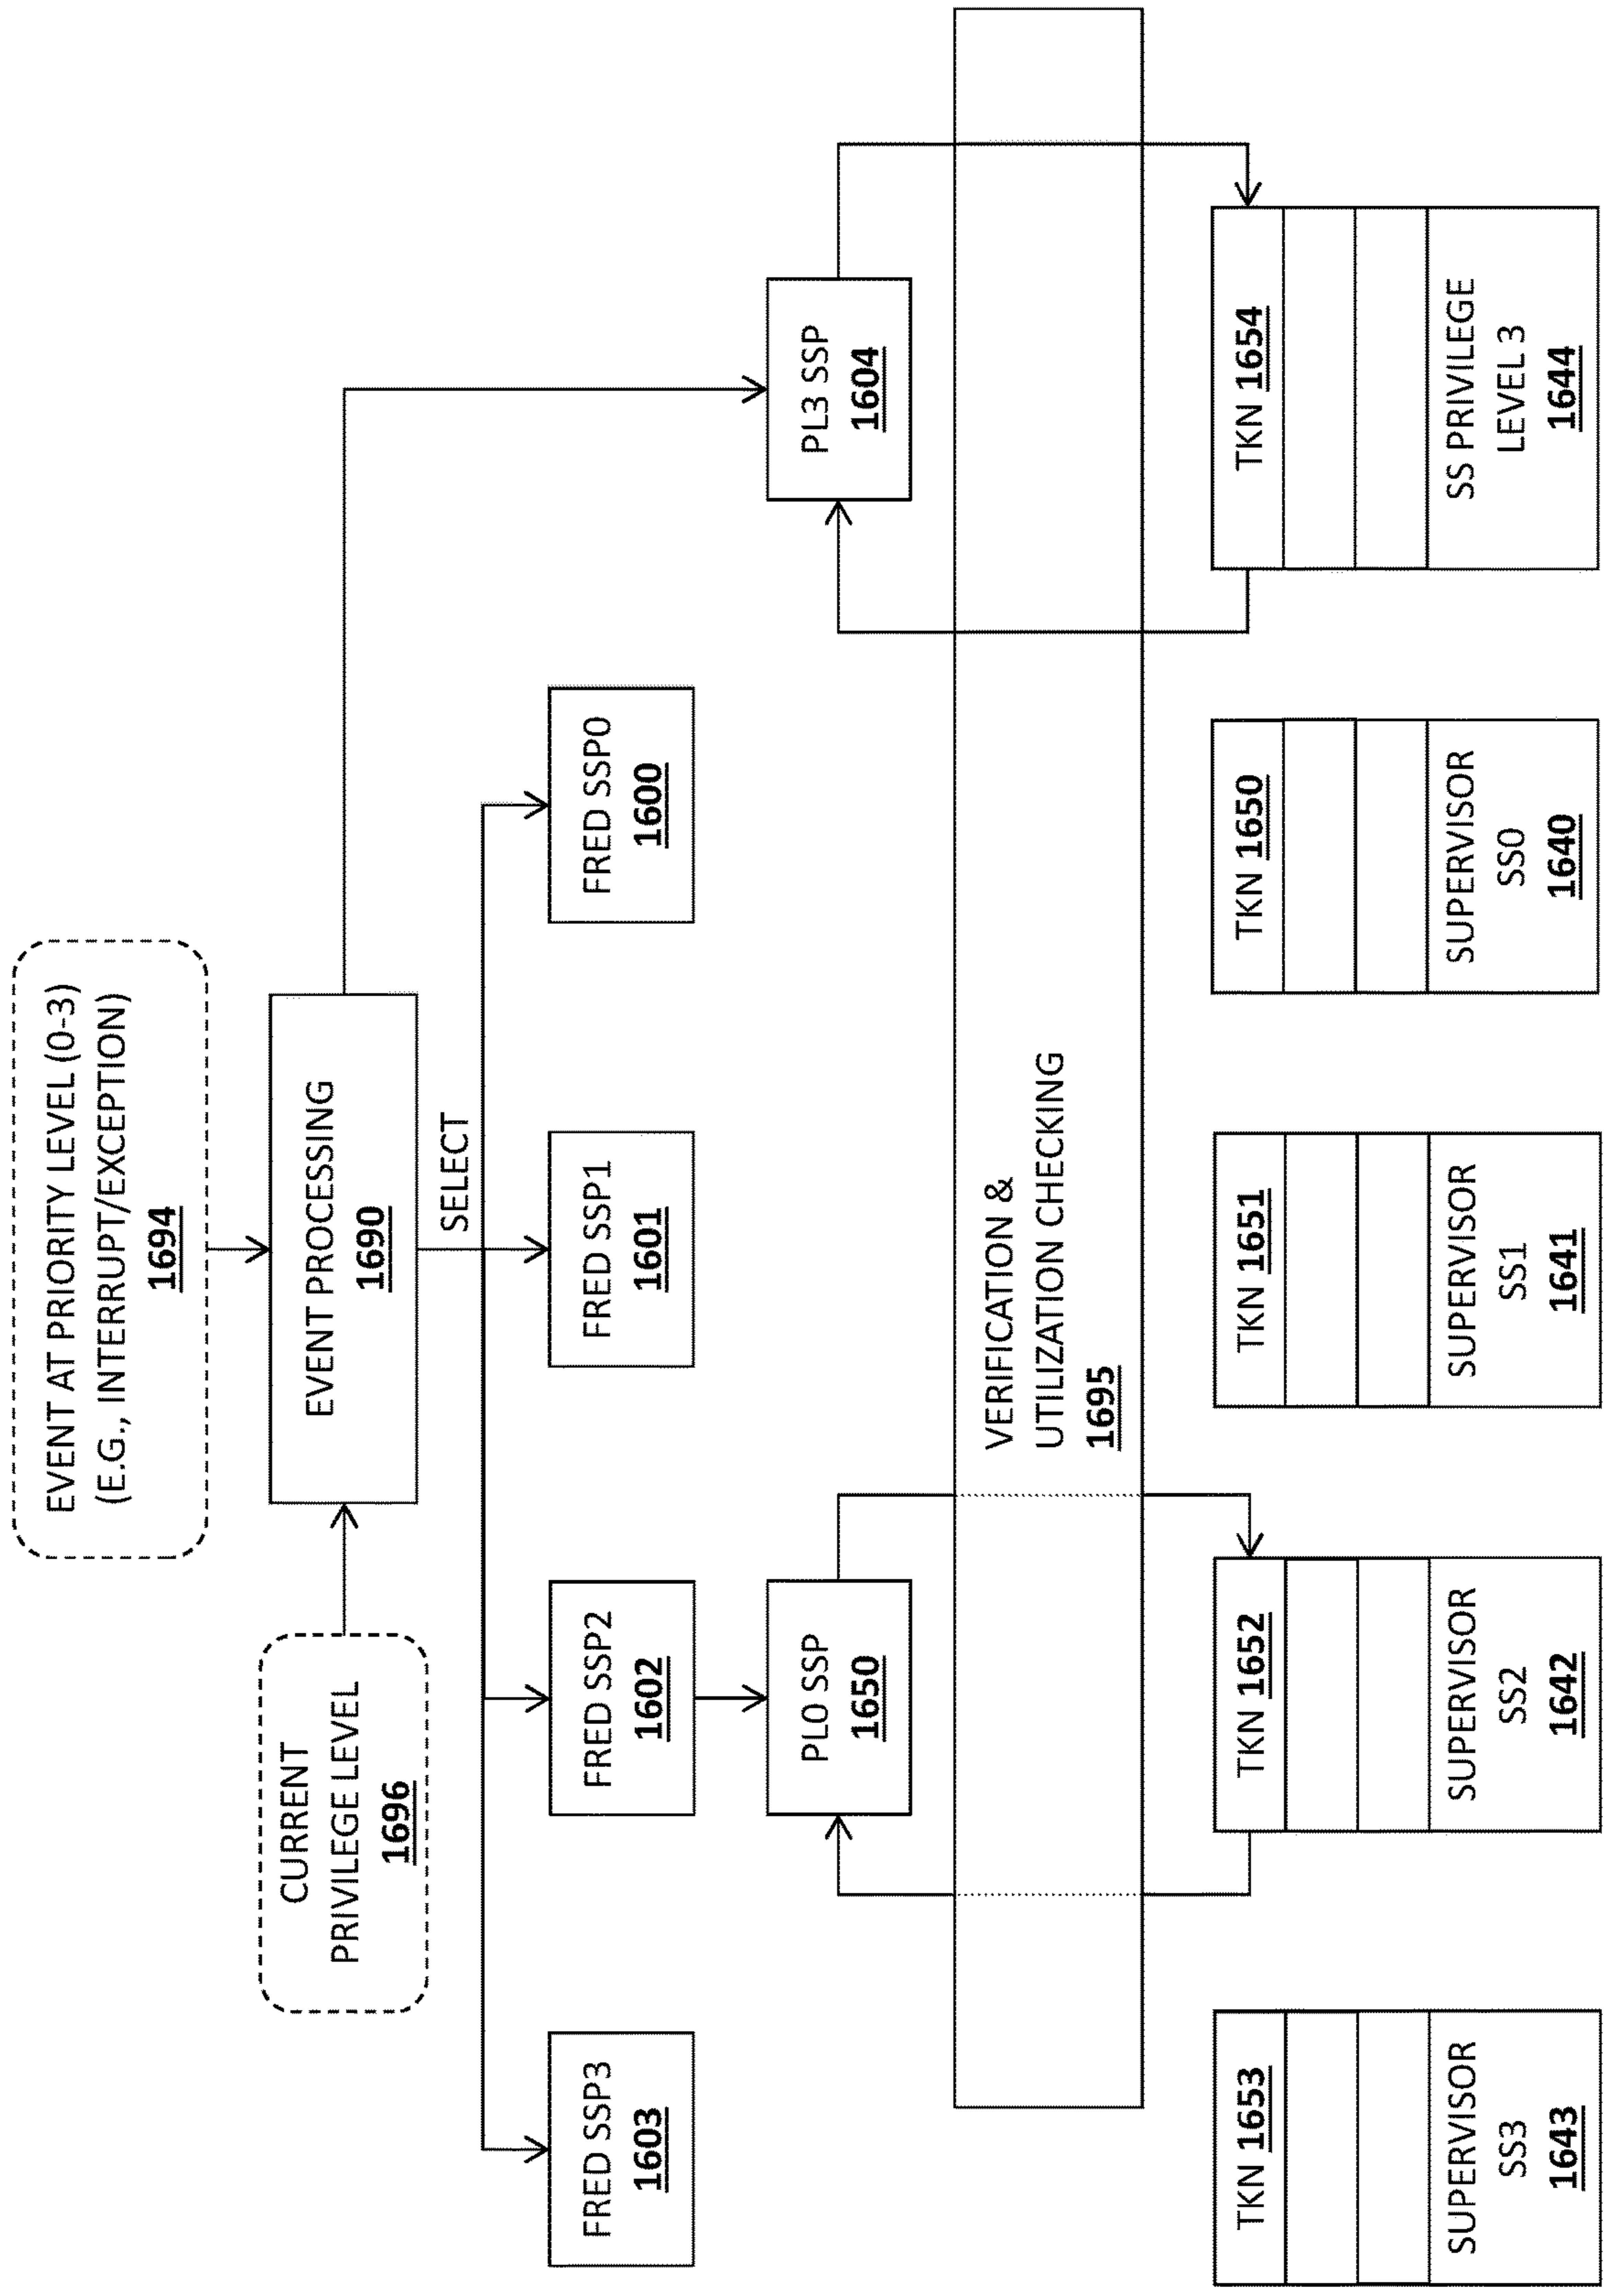 EVENT AT PRIORITY LEVEL (0-3)
(E.G., INTERRUPT/EXCEPTION)
1694
CURRENT
PRIVILEGE LEVEL
1696
EVENT PROCESSING
1690
SELECT
FRED SSP3
1603
FRED SSP2
1602
FRED SSP1
1601
FRED SSP0
1600
PL0 SSP
1650
PL3 SSP
1604
VERIFICATION &
UTILIZATION CHECKING
1695
TKN 1653
SUPERVISOR
SS3
1643
TKN 1652
SUPERVISOR
SS2
1642
TKN 1651
SUPERVISOR
SS1
1641
TKN 1650
SUPERVISOR
SS0
1640
TKN 1654
SS PRIVILEGE
LEVEL 3
1644